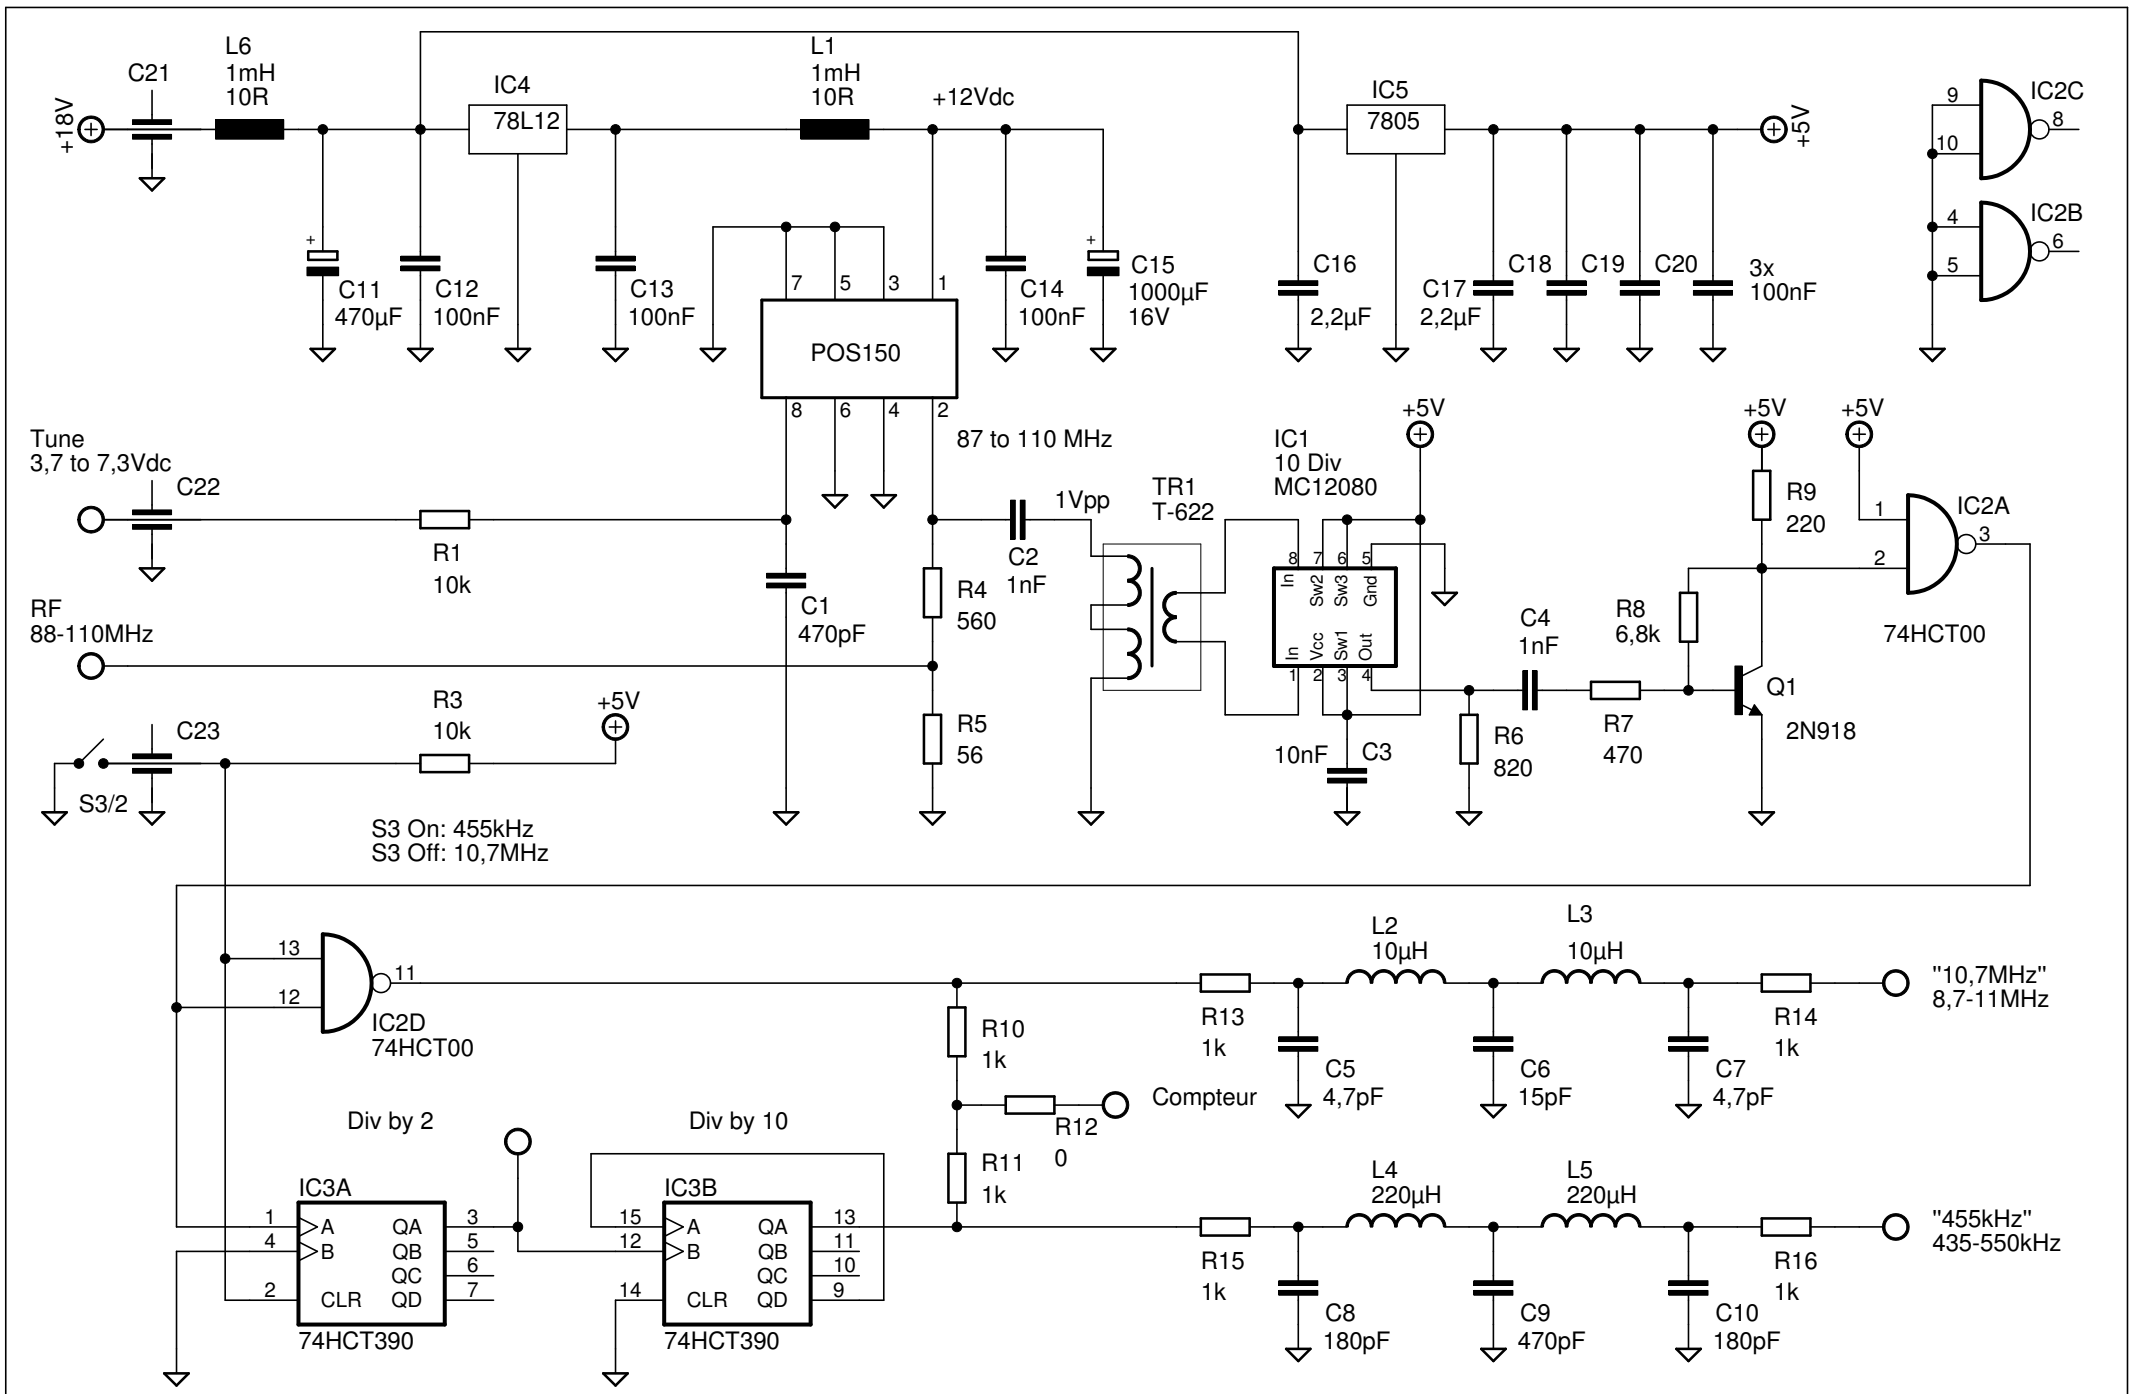 L6
1mH
10R
C21
+18V
IC4
78L12
L1
1mH
10R
+12Vdc
IC5
7805
+5V
9
10
IC2C
8
4
5
IC2B
6
+
C11
470µF
C12
100nF
C13
100nF
7
5
3
1
POS150
8
6
4
2
C14
100nF
+
C15
1000µF
16V
C16
2,2µF
C17
2,2µF
C18
C19
C20
3x
100nF
Tune
3,7 to 7,3Vdc
C22
R1
10k
C1
470pF
87 to 110 MHz
C2
1nF
1Vpp
TR1
T-622
IC1
10 Div
MC12080
+5V
8
7
6
5
In
Sw2
Sw3
Gnd
In
Vcc
Sw1
Out
1
2
3
4
10nF
C3
R6
820
C4
1nF
R7
470
R8
6,8k
+5V
R9
220
Q1
2N918
+5V
1
2
IC2A
3
74HCT00
RF
88-110MHz
R4
560
R5
56
R3
10k
+5V
C23
S3/2
S3 On: 455kHz
S3 Off: 10,7MHz
13
12
11
IC2D
74HCT00
R10
1k
R11
1k
R12
0
Compteur
R13
1k
C5
4,7pF
L2
10µH
C6
15pF
L3
10µH
C7
4,7pF
R14
1k
"10,7MHz"
8,7-11MHz
Div by 2
IC3A
1
4
2
A
B
CLR
QA
QB
QC
QD
3
5
6
7
74HCT390
Div by 10
IC3B
15
12
14
A
B
CLR
QA
QB
QC
QD
13
11
10
9
74HCT390
R15
1k
C8
180pF
L4
220µH
C9
470pF
L5
220µH
C10
180pF
R16
1k
"455kHz"
435-550kHz